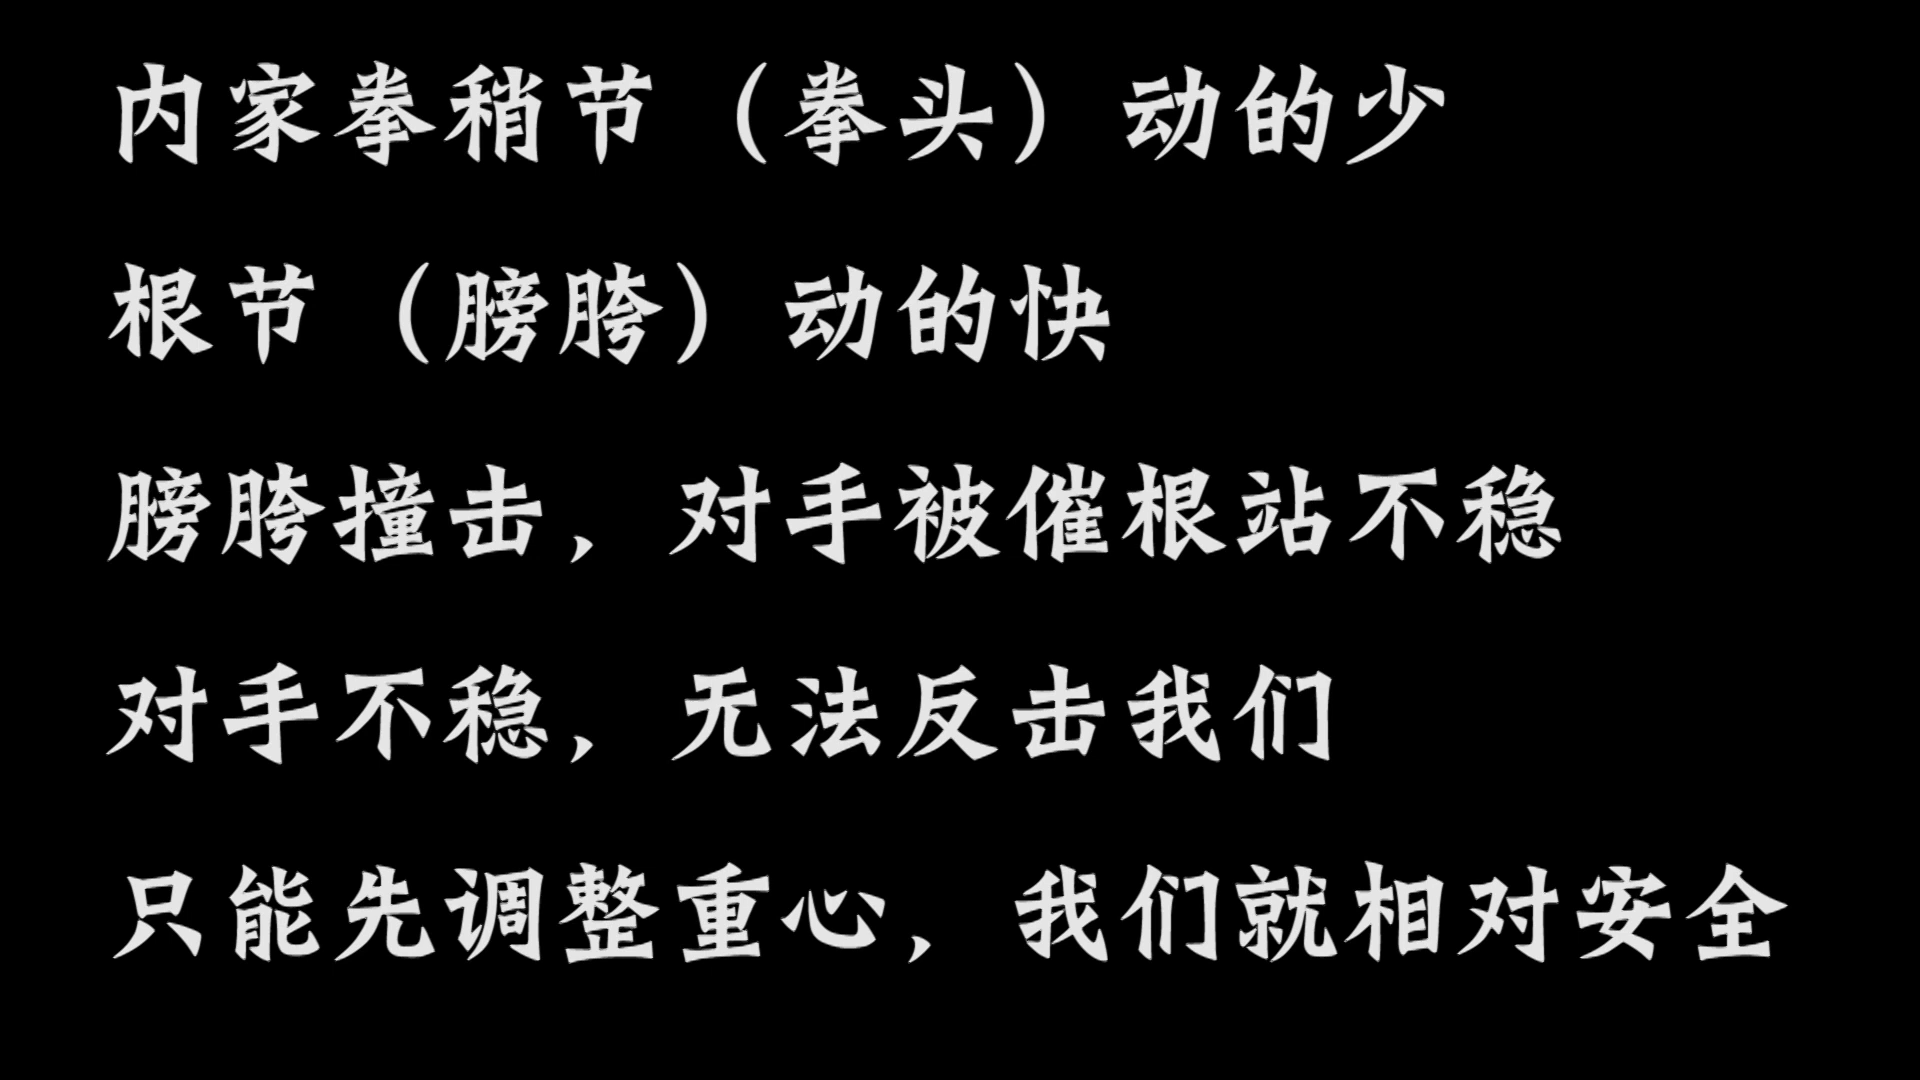 内家拳稍节（拳头）动的少
根节（膀胯）动的快
膀胯撞击，对手被催根站不稳
对手不稳，无法反击我们
只能先调整重心，我们就相对安全